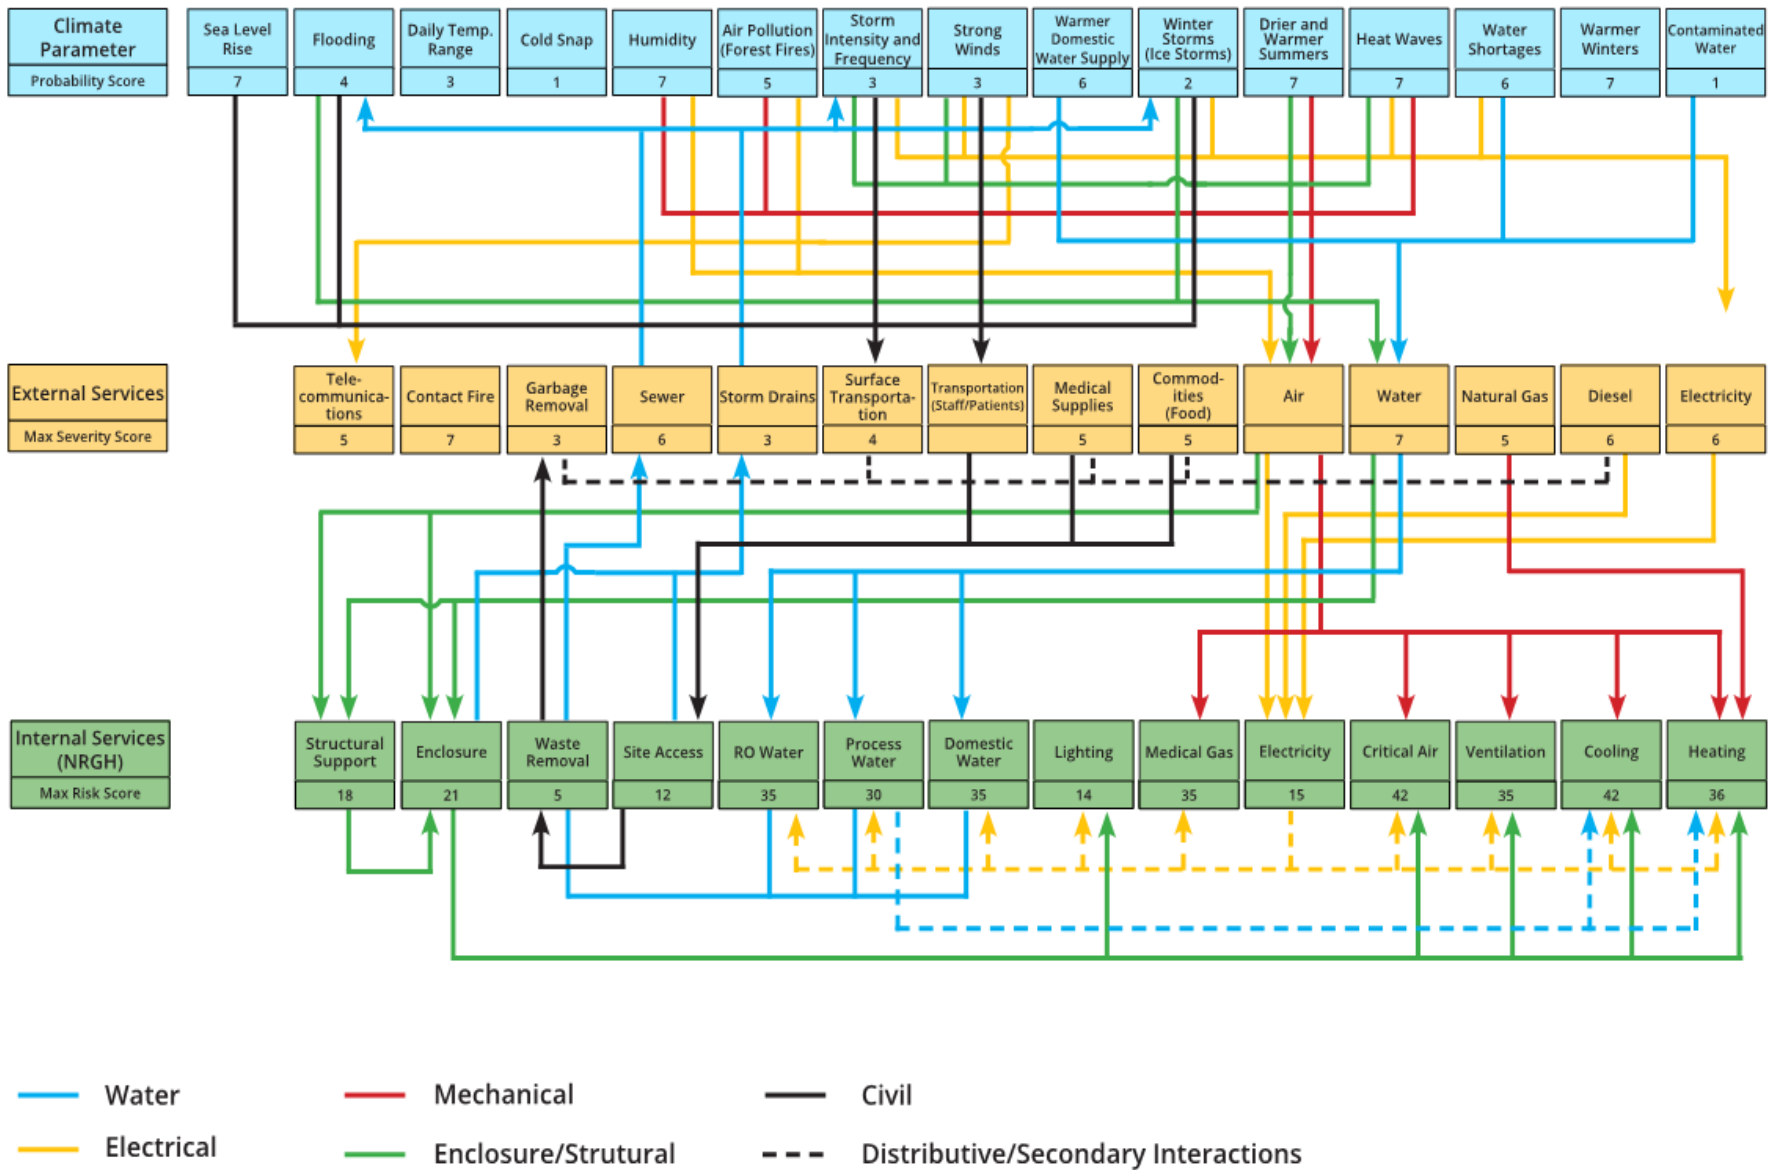 Climate
Parameter
Probability Score
Sea Level
Rise
7
Flooding
4
Daily Temp.
Range
3
Cold Snap
1
Humidity
7
Air Pollution
(Forest Fires)
5
Storm
Intensity and
Frequency
3
Strong
Winds
3
Warmer
Domestic
Water Supply
6
Winter
Storms
(Ice Storms)
2
Drier and
Warmer
Summers
7
Heat Waves
7
Water
Shortages
6
Warmer
Winters
7
Contaminated
Water
1
External Services
Max Severity Score
Tele-
communica-
tions
5
Contact Fire
7
Garbage
Removal
3
Sewer
6
Storm Drains
3
Surface
Transporta-
tion
4
Transportation
(Staff/Patients)
Medical
Supplies
5
Commod-
ities
(Food)
5
Air
Water
7
Natural Gas
5
Diesel
6
Electricity
6
Internal Services
(NRGH)
Max Risk Score
Structural
Support
18
Enclosure
21
Waste
Removal
5
Site Access
12
RO Water
35
Process
Water
30
Domestic
Water
35
Lighting
14
Medical Gas
35
Electricity
15
Critical Air
42
Ventilation
35
Cooling
42
Heating
36
Water
Mechanical
Civil
Electrical
Enclosure/Strutural
Distributive/Secondary Interactions